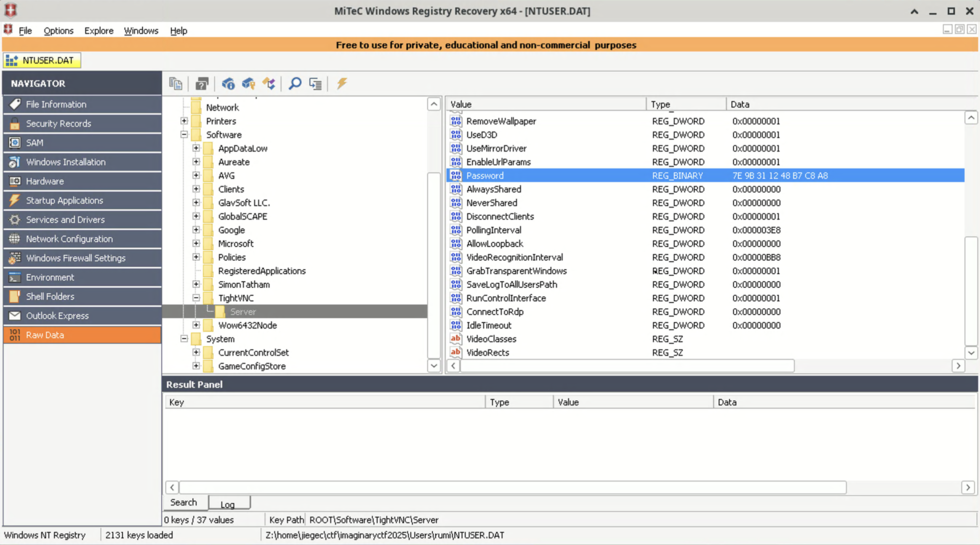 MiTeC Windows Registry Recovery x64 - [NTUSER.DAT]
File Options Explore Windows Help
Free to use for private, educational and non-commercial purposes
NTUSER.DAT
NAVIGATOR
File Information
Security Records
SAM
Windows Installation
Hardware
Startup Applications
Services and Drivers
Network Configuration
Windows Firewall Settings
Environment
Shell Folders
Outlook Express
Raw Data
Network
Printers
Software
AppDataLow
Aureate
AVG
Clients
GlavSoft LLC.
GlobalSCAPE
Google
Microsoft
Policies
RegisteredApplications
SimonTatham
TightVNC
Server
Wow6432Node
System
CurrentControlSet
GameConfigStore
Value Type Data
RemoveWallpaper REG_DWORD 0x00000001
UseD3D REG_DWORD 0x00000001
UseMirrorDriver REG_DWORD 0x00000001
EnableUrlParams REG_DWORD 0x00000001
Password REG_BINARY 7E 9B 31 12 48 B7 C8 A8
AlwaysShared REG_DWORD 0x00000000
NeverShared REG_DWORD 0x00000000
DisconnectClients REG_DWORD 0x00000001
PollingInterval REG_DWORD 0x000003E8
AllowLoopback REG_DWORD 0x00000000
VideoRecognitionInterval REG_DWORD 0x00000BB8
GrabTransparentWindows REG_DWORD 0x00000001
SaveLogToAllUsersPath REG_DWORD 0x00000000
RunControlInterface REG_DWORD 0x00000001
ConnectToRdp REG_DWORD 0x00000000
IdleTimeout REG_DWORD 0x00000000
VideoClasses REG_SZ
VideoRects REG_SZ
Result Panel
Key Type Value Data
Search Log
0 keys / 37 values Key Path ROOT\Software\TightVNC\Server
Windows NT Registry 2131 keys loaded Z:\home\jiegec\ctf\imaginaryctf2025\Users\rumi\NTUSER.DAT